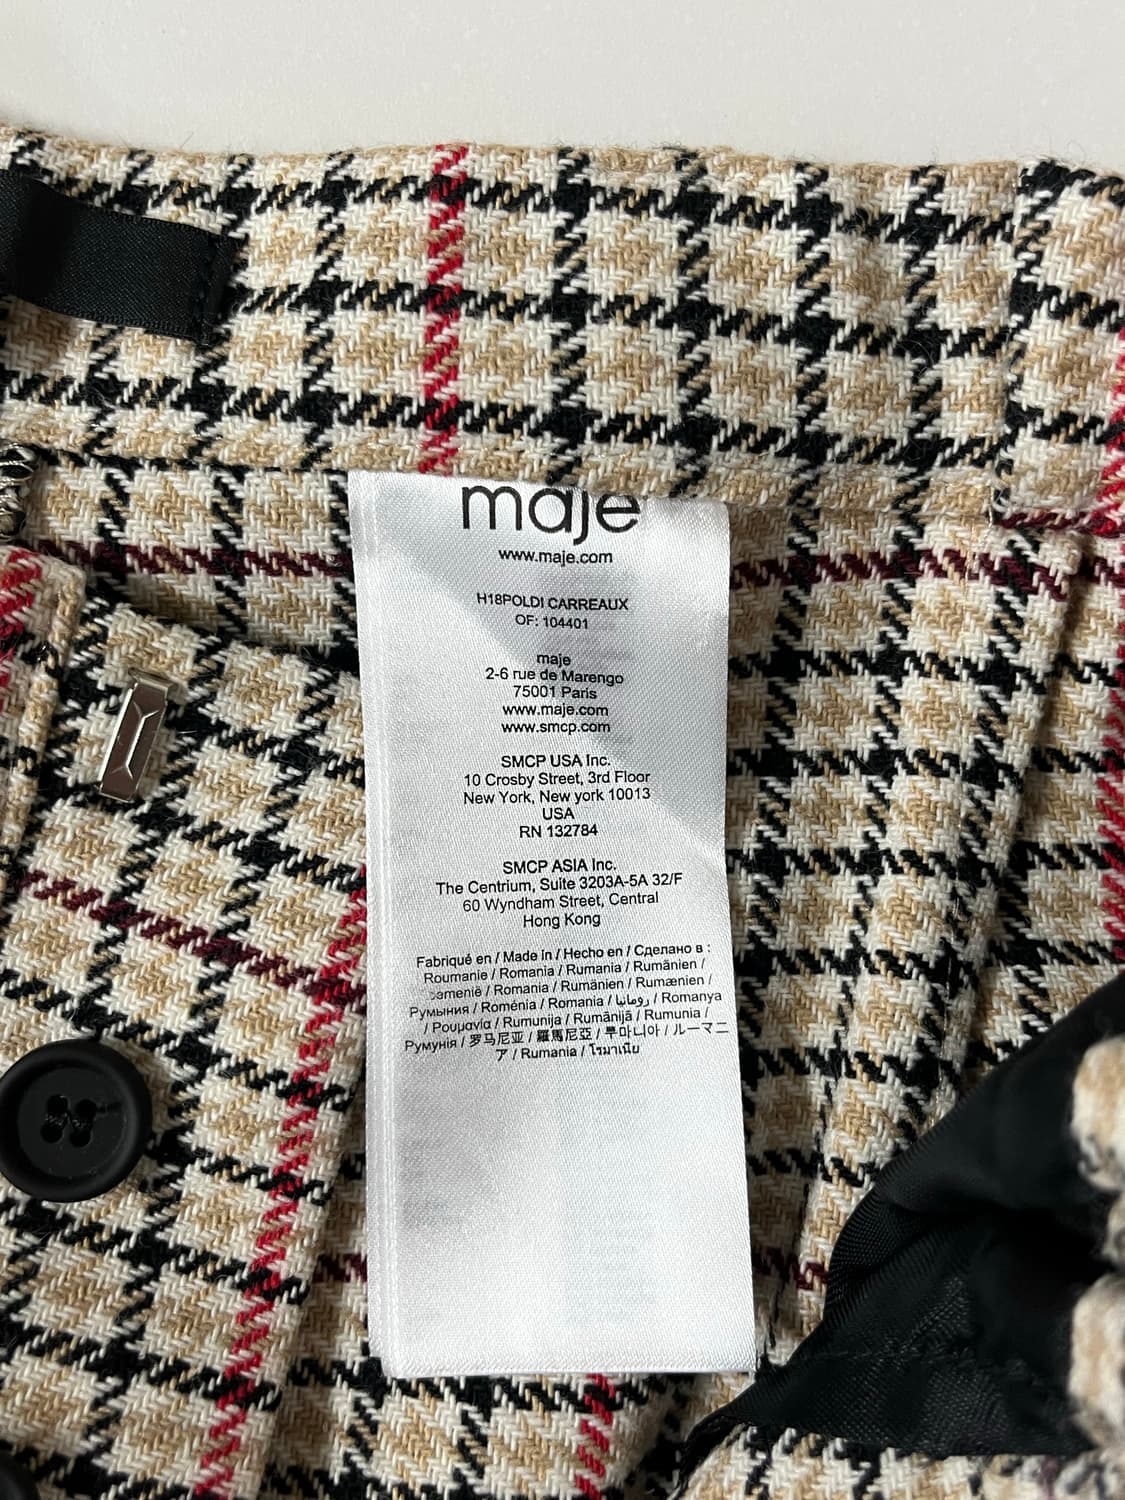 maje
www.maje.com
H18POLDI CARREAUX
OF: 104401
maje
2-6 rue de Marengo
75001 Paris
www.maje.com
www.smcp.com
SMCP USA Inc.
10 Crosby Street, 3rd Floor
New York, New york 10013
USA
RN 132784
SMCP ASIA Inc.
The Centrium, Suite 3203A-5A 32/F
60 Wyndham Street, Central
Hong Kong
Fabriqué en / Made in / Hecho en / Сделано в :
Roumanie / Romania / Rumania / Rumänien /
/ Romania / Rumänien / Rumænien /
Румыния / Roménia / Romania / رومانيا / Romanya
/ Ρουμανία / Rumunija / Rumānijā / Rumunia /
Румунія / 罗马尼亚 / 羅馬尼亞 / 루마니아 / ルーマニ
ア / Rumania / โรมาเนีย